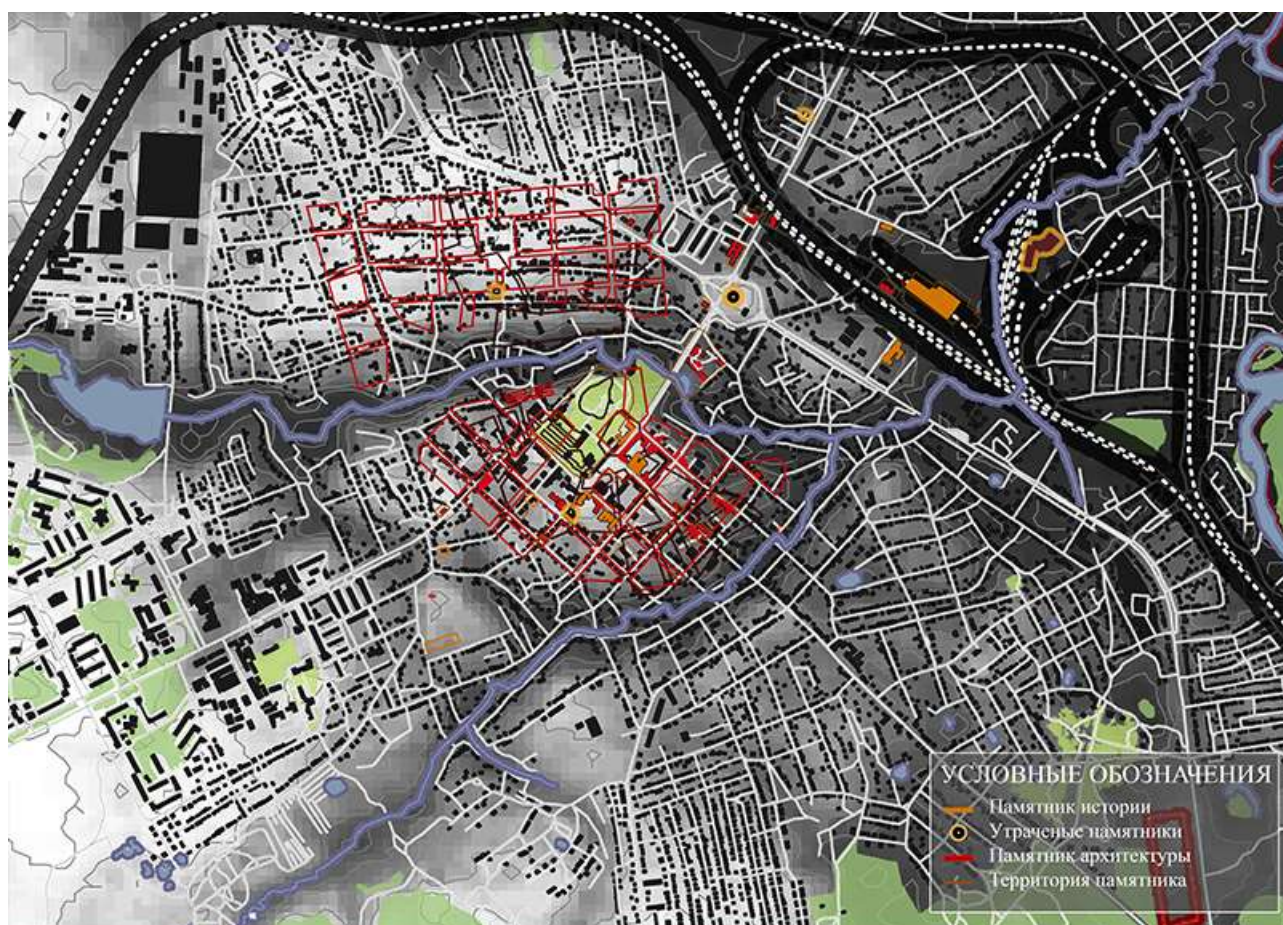 УСЛОВНЫЕ ОБОЗНАЧЕНИЯ
Памятник истории
Утраченые памятники
Памятник архитектуры
Территория памятника